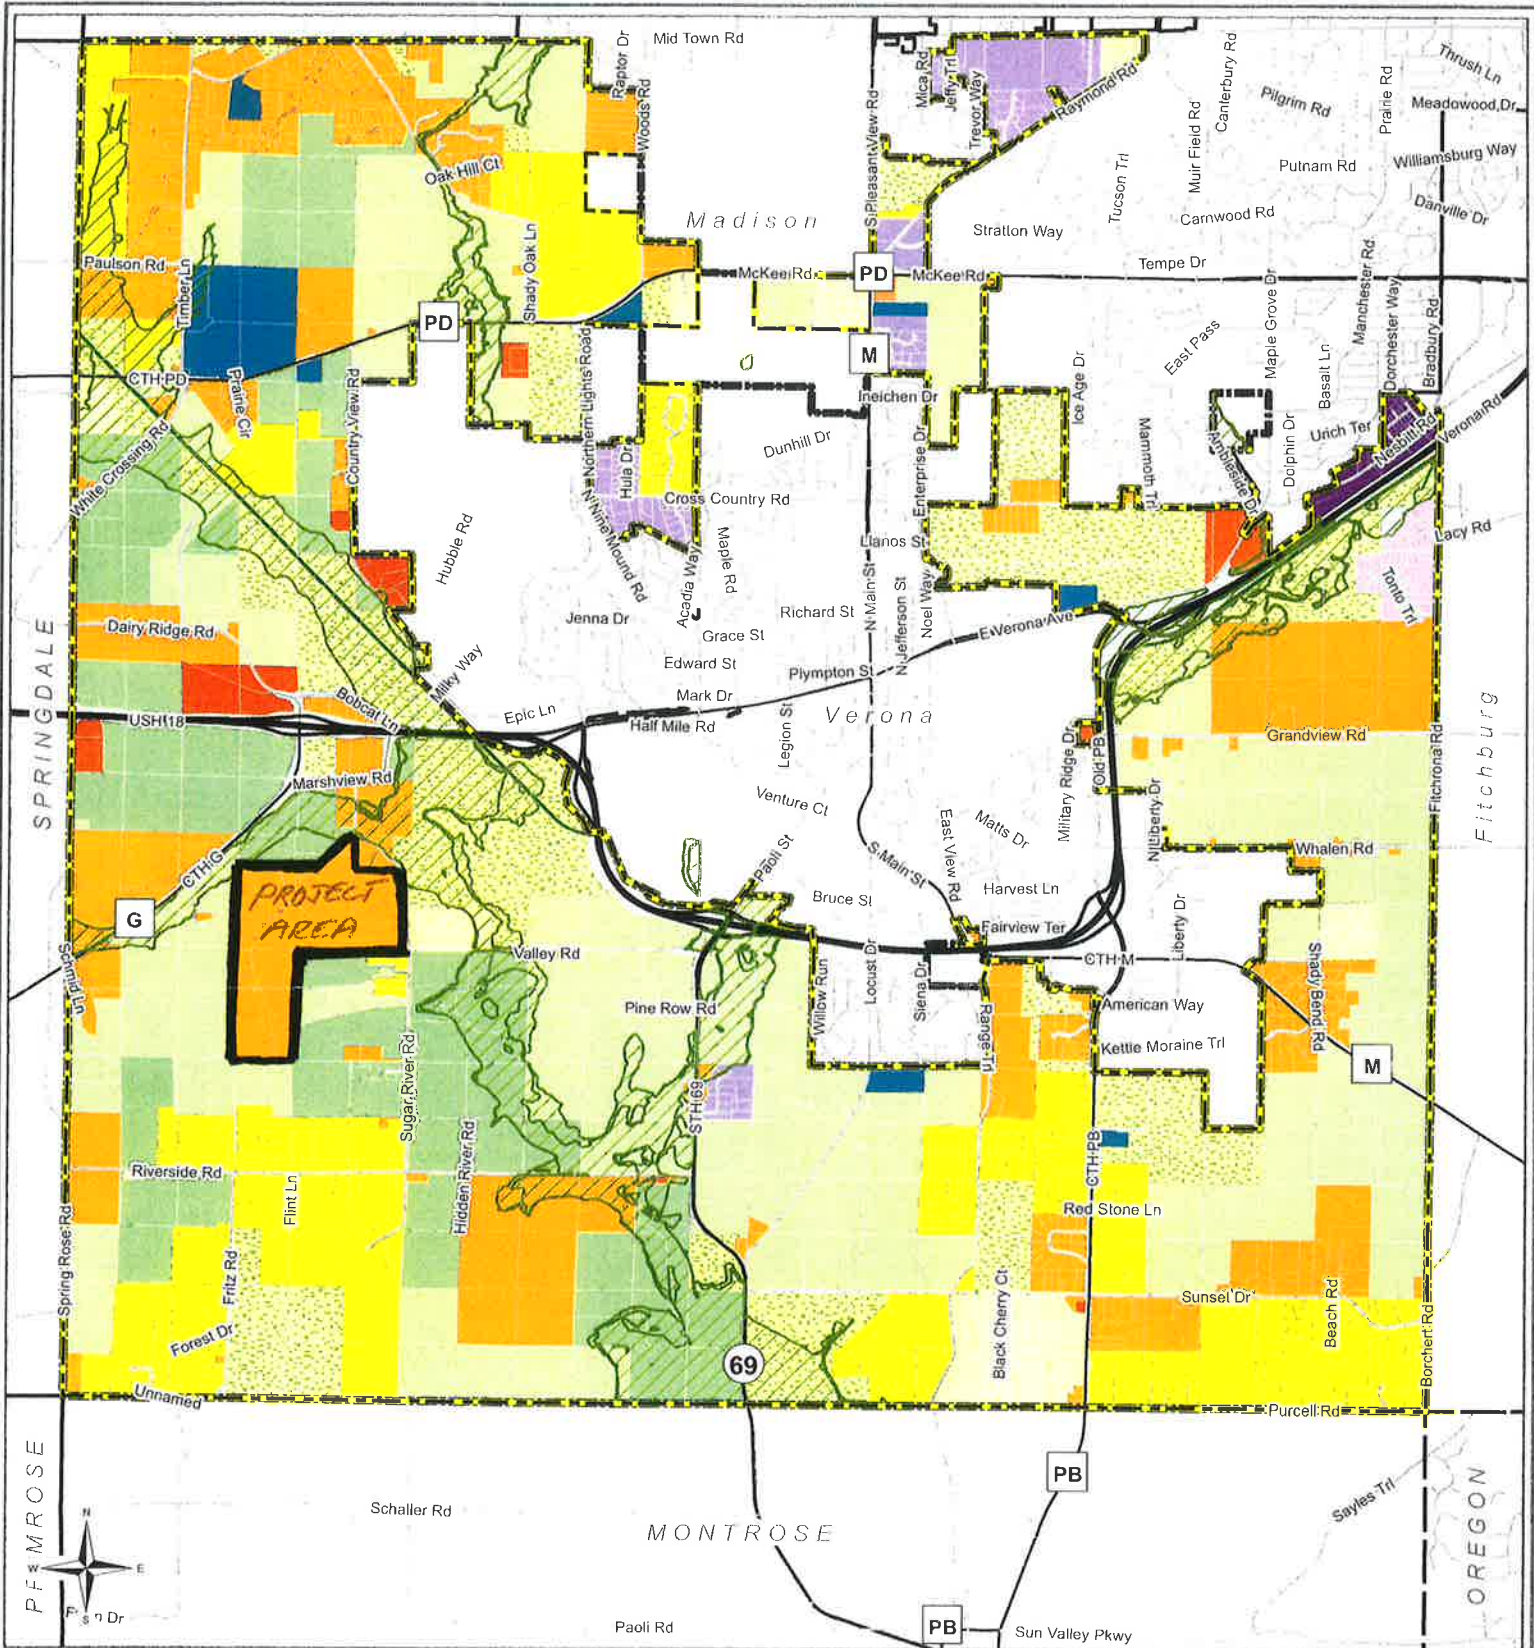 Mid Town Rd
Raptor Dr
Woods Rd
S Pleasant View Rd
Mica Rd
Jeffy Trl
Trevor Way
Raymond Rd
Canterbury Rd
Thrush Ln
Pilgrim Rd
Prairie Rd
Meadowood Dr
Muir Field Rd
Putnam Rd
Williamsburg Way
Tucson Trl
Oak Hill Ct
Danville Dr
Carnwood Rd
Madison
Stratton Way
Shady Oak Ln
Paulson Rd
Timber Ln
McKee Rd
PD
McKee Rd
Tempe Dr
Maple Grove Dr
Manchester Rd
Dorchester Way
Bradbury Rd
PD
M
East Pass
Basalt Ln
CTH PD
Prairie Cir
Country View Rd
Northern Lights Road
Ineichen Dr
Ice Age Dr
White Crossing Rd
Hula Dr
Dunhill Dr
Enterprise Dr
Mammoth Trl
Ambleside Dr
Dolphin Dr
Urich Ter
Nesbitt Rd
Verona Rd
Cross Country Rd
N Nine Mound Rd
Hubble Rd
Maple Rd
Acadia Way
Llanos St
Lacy Rd
Tonto Trl
SPRINGDALE
Dairy Ridge Rd
Jenna Dr
Richard St
N Main St
N Jefferson St
Noel Way
Grace St
E Verona Ave
Edward St
Plympton St
Milky Way
Mark Dr
Bobcat Ln
Epic Ln
Half Mile Rd
Legion St
Verona
USH 18
Military Ridge Dr
Old PB
Grandview Rd
Fitchrona Rd
Fitchburg
Marshview Rd
Venture Ct
Matts Dr
N Liberty Dr
Whalen Rd
CTH G
Paoli St
S Main St
East View Rd
PROJECT
AREA
G
Bruce St
Harvest Ln
Fairview Ter
Liberty Dr
Schmid Ln
Valley Rd
Locust Dr
Siena Dr
CTH M
Shady Bend Rd
Willow Run
Pine Row Rd
Range Trl
American Way
Kettle Moraine Trl
M
Sugar River Rd
STH 69
Hidden River Rd
CTH PB
Riverside Rd
Flint Ln
Red Stone Ln
Spring Rose Rd
Fritz Rd
Black Cherry Ct
Beach Rd
Forest Dr
69
Borchert Rd
Unnamed
Purcell Rd
PB
Schaller Rd
MONTROSE
Sayles Trl
OREGON
N
W
E
S
Paoli Rd
PB
Sun Valley Pkwy